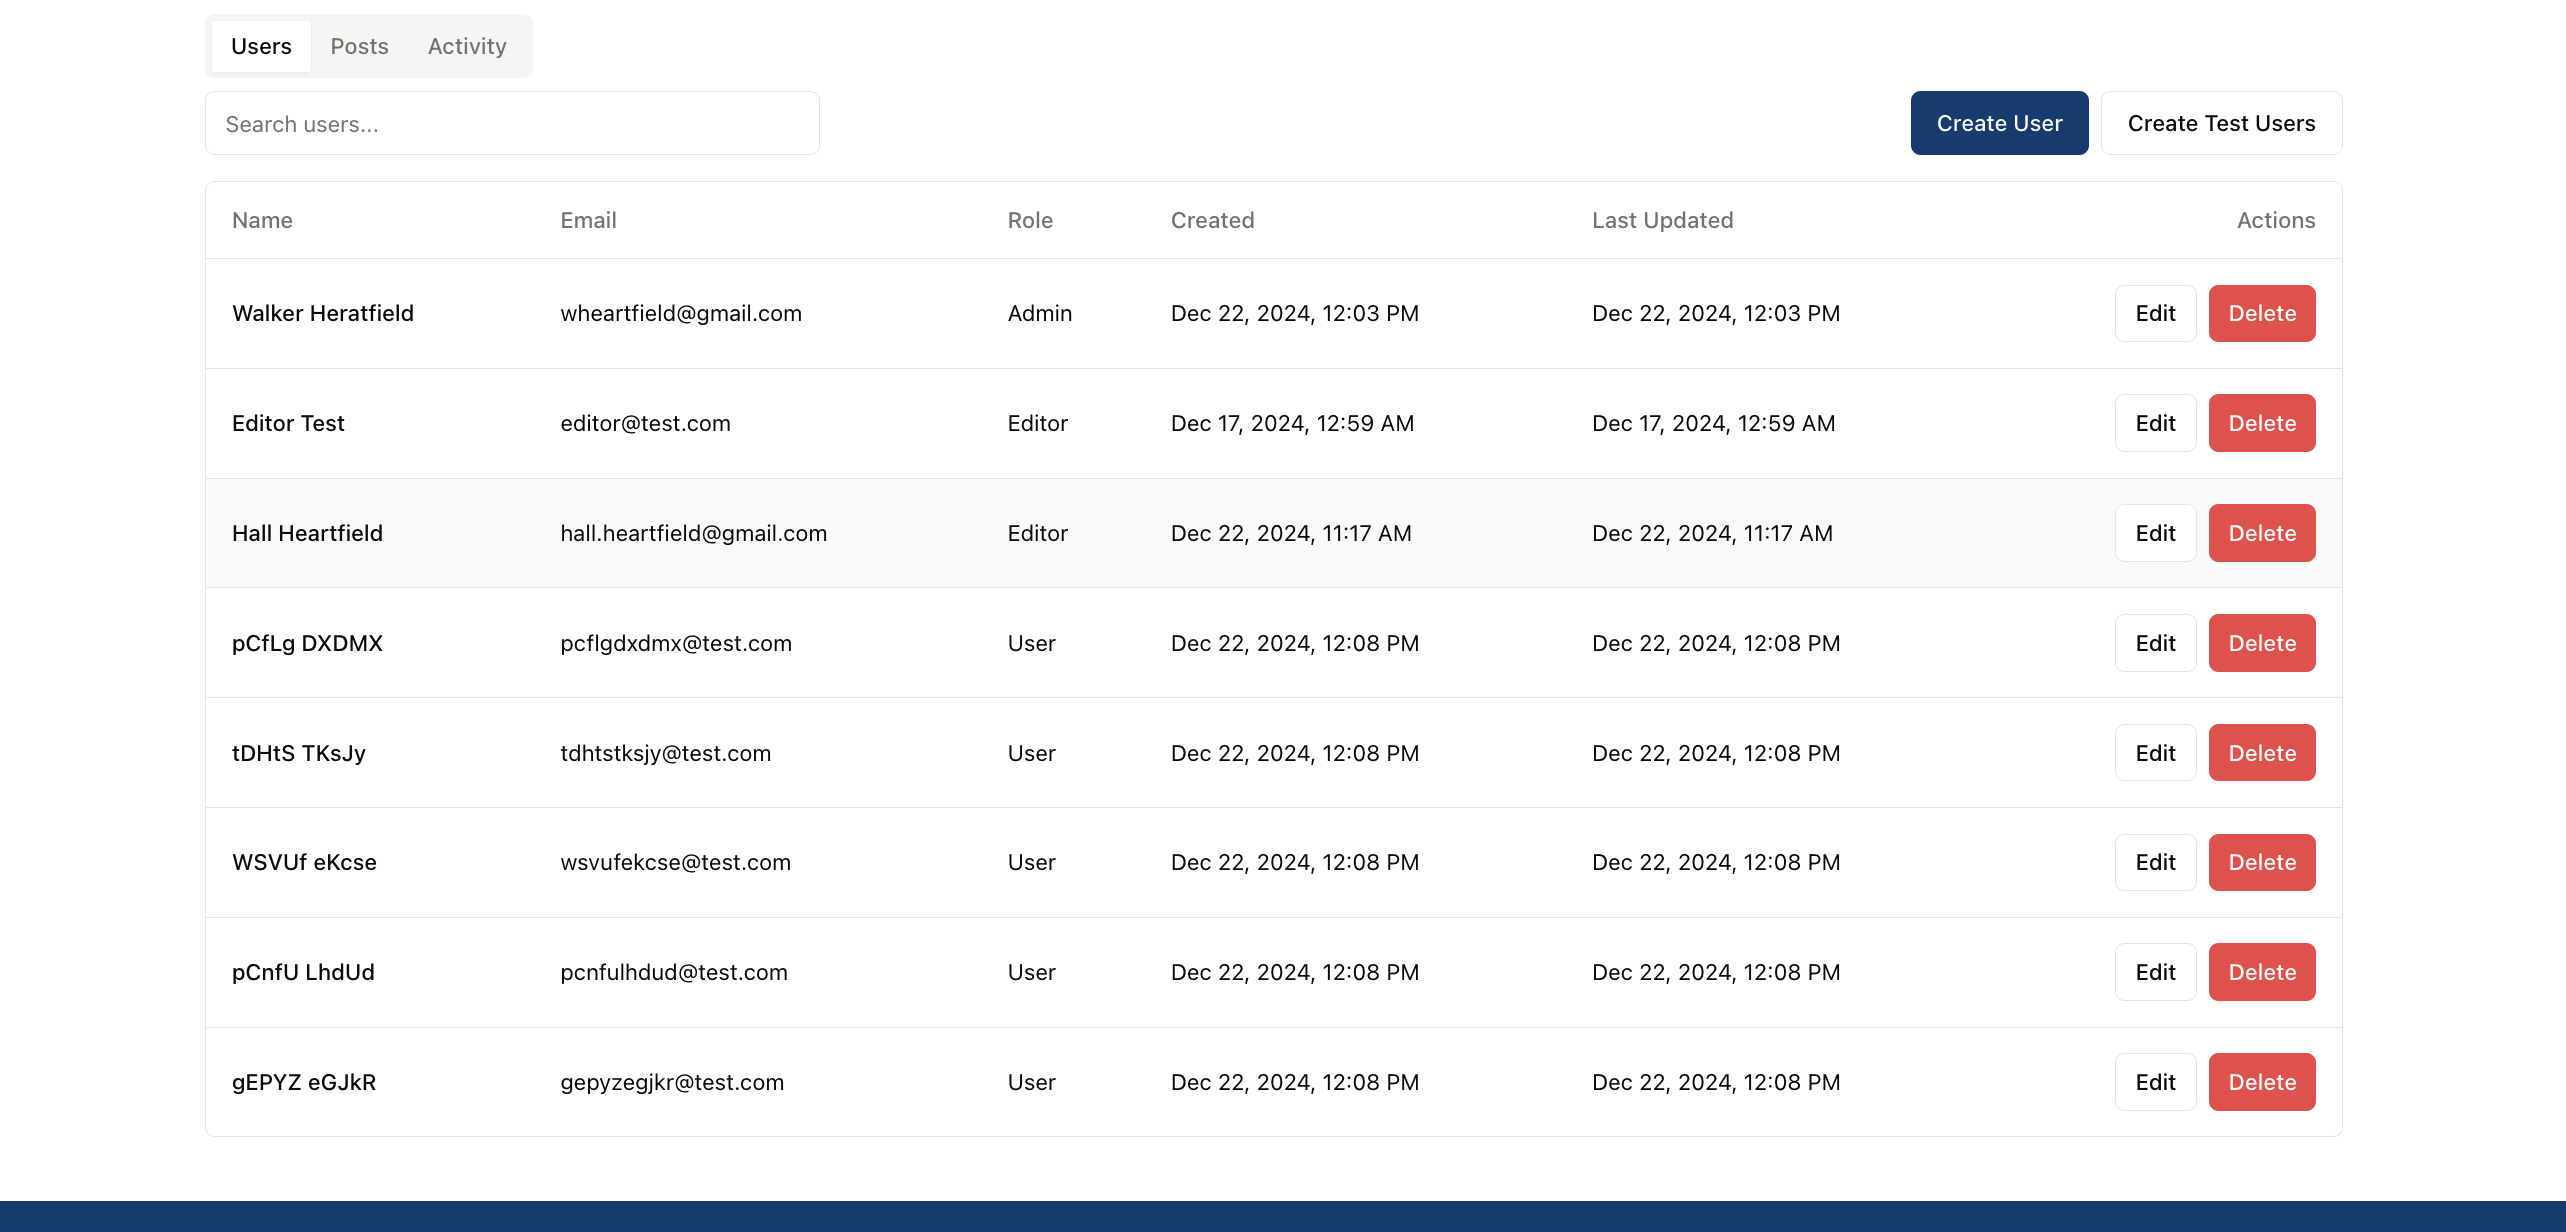 Users Posts Activity
Search users...
Create User Create Test Users
Name Email Role Created Last Updated Actions
Walker Heratfield wheartfield@gmail.com Admin Dec 22, 2024, 12:03 PM Dec 22, 2024, 12:03 PM Edit Delete
Editor Test editor@test.com Editor Dec 17, 2024, 12:59 AM Dec 17, 2024, 12:59 AM Edit Delete
Hall Heartfield hall.heartfield@gmail.com Editor Dec 22, 2024, 11:17 AM Dec 22, 2024, 11:17 AM Edit Delete
pCfLg DXDMX pcflgdxdmx@test.com User Dec 22, 2024, 12:08 PM Dec 22, 2024, 12:08 PM Edit Delete
tDHtS TKsJy tdhtstksjy@test.com User Dec 22, 2024, 12:08 PM Dec 22, 2024, 12:08 PM Edit Delete
WSVUf eKcse wsvufekcse@test.com User Dec 22, 2024, 12:08 PM Dec 22, 2024, 12:08 PM Edit Delete
pCnfU LhdUd pcnfulhdud@test.com User Dec 22, 2024, 12:08 PM Dec 22, 2024, 12:08 PM Edit Delete
gEPYZ eGJkR gepyzegjkr@test.com User Dec 22, 2024, 12:08 PM Dec 22, 2024, 12:08 PM Edit Delete